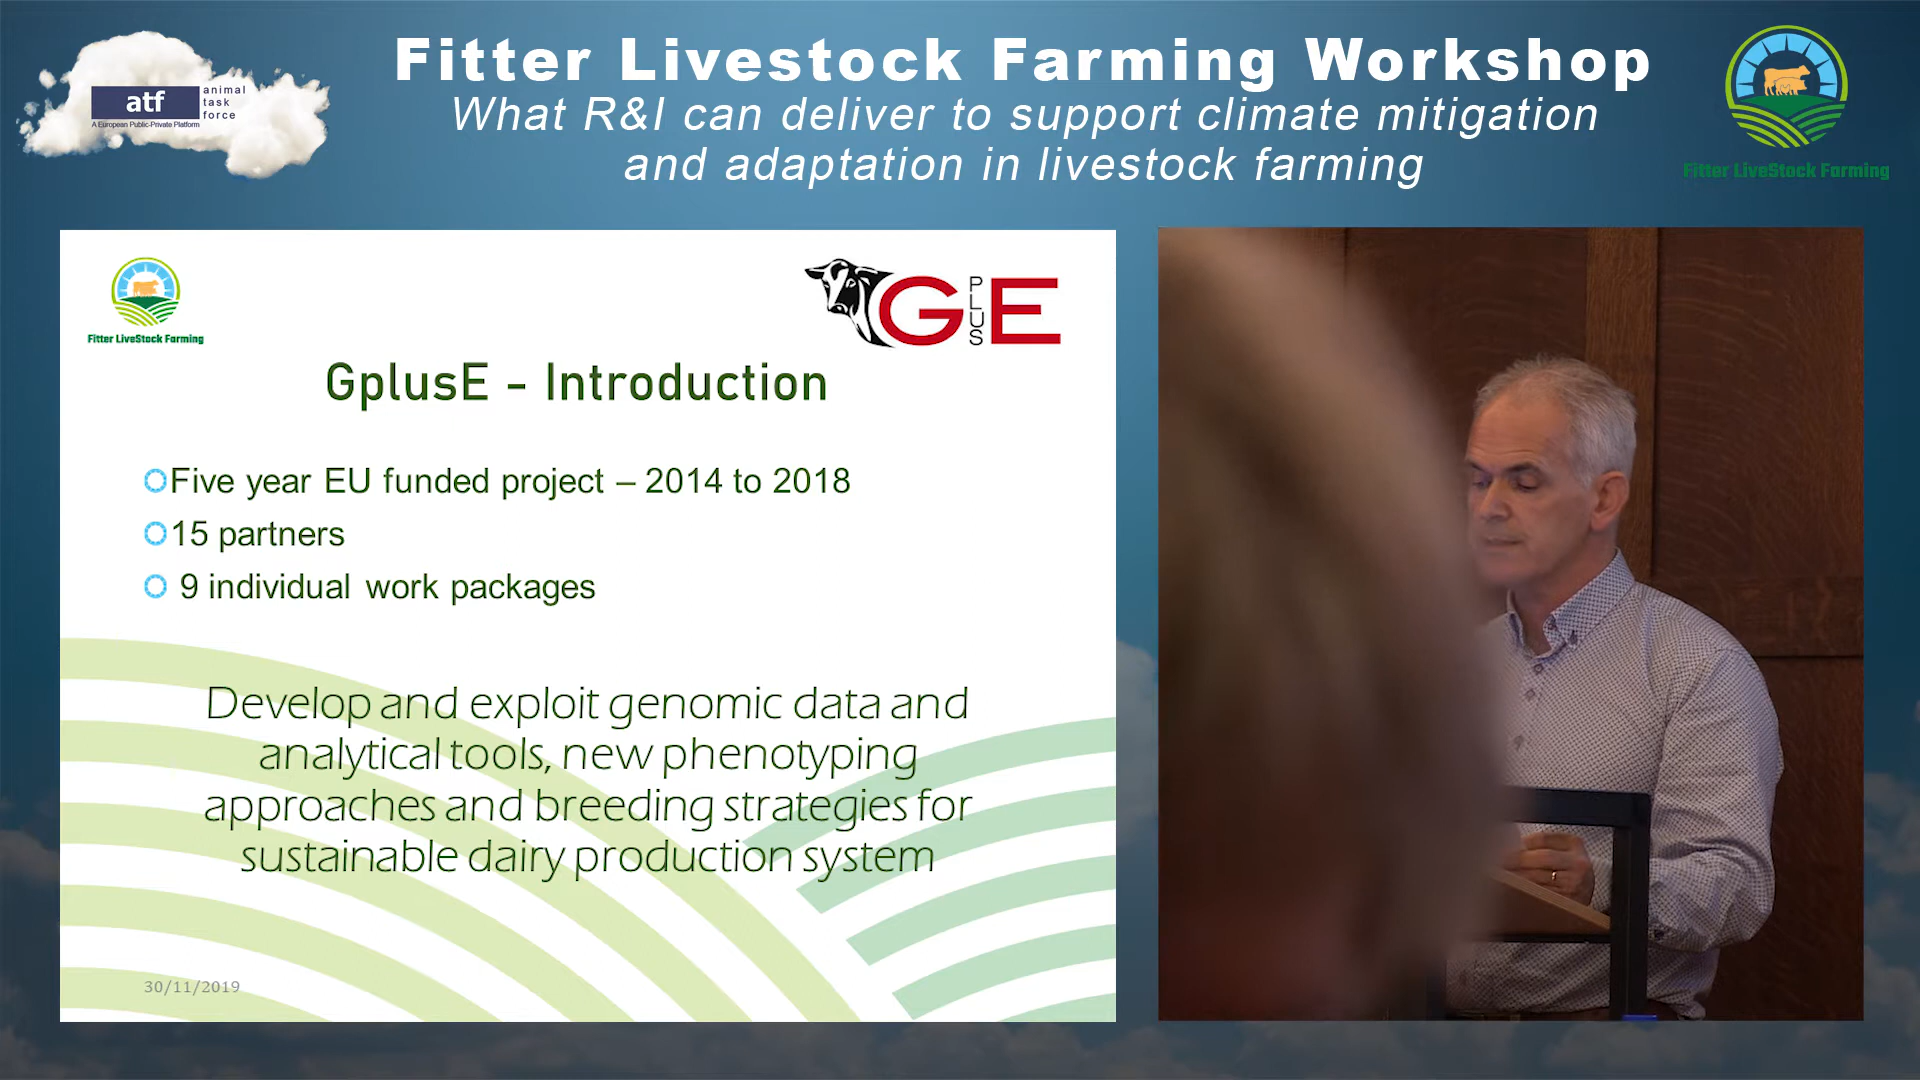 atf
animal
task
force
A European Public-Private Platform
Fitter Livestock Farming Workshop
What R&I can deliver to support climate mitigation
and adaptation in livestock farming
Fitter LiveStock Farming
Fitter LiveStock Farming
G PLUS E
GplusE - Introduction
Five year EU funded project – 2014 to 2018
15 partners
9 individual work packages
Develop and exploit genomic data and
analytical tools, new phenotyping
approaches and breeding strategies for
sustainable dairy production system
30/11/2019